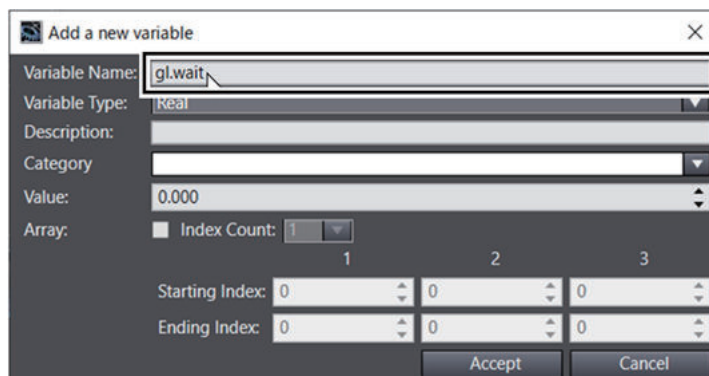 Add a new variable
Variable Name: gl.wait
Variable Type: Real
Description:
Category
Value: 0.000
Array: Index Count: 1
1 2 3
Starting Index: 0 0 0
Ending Index: 0 0 0
Accept Cancel